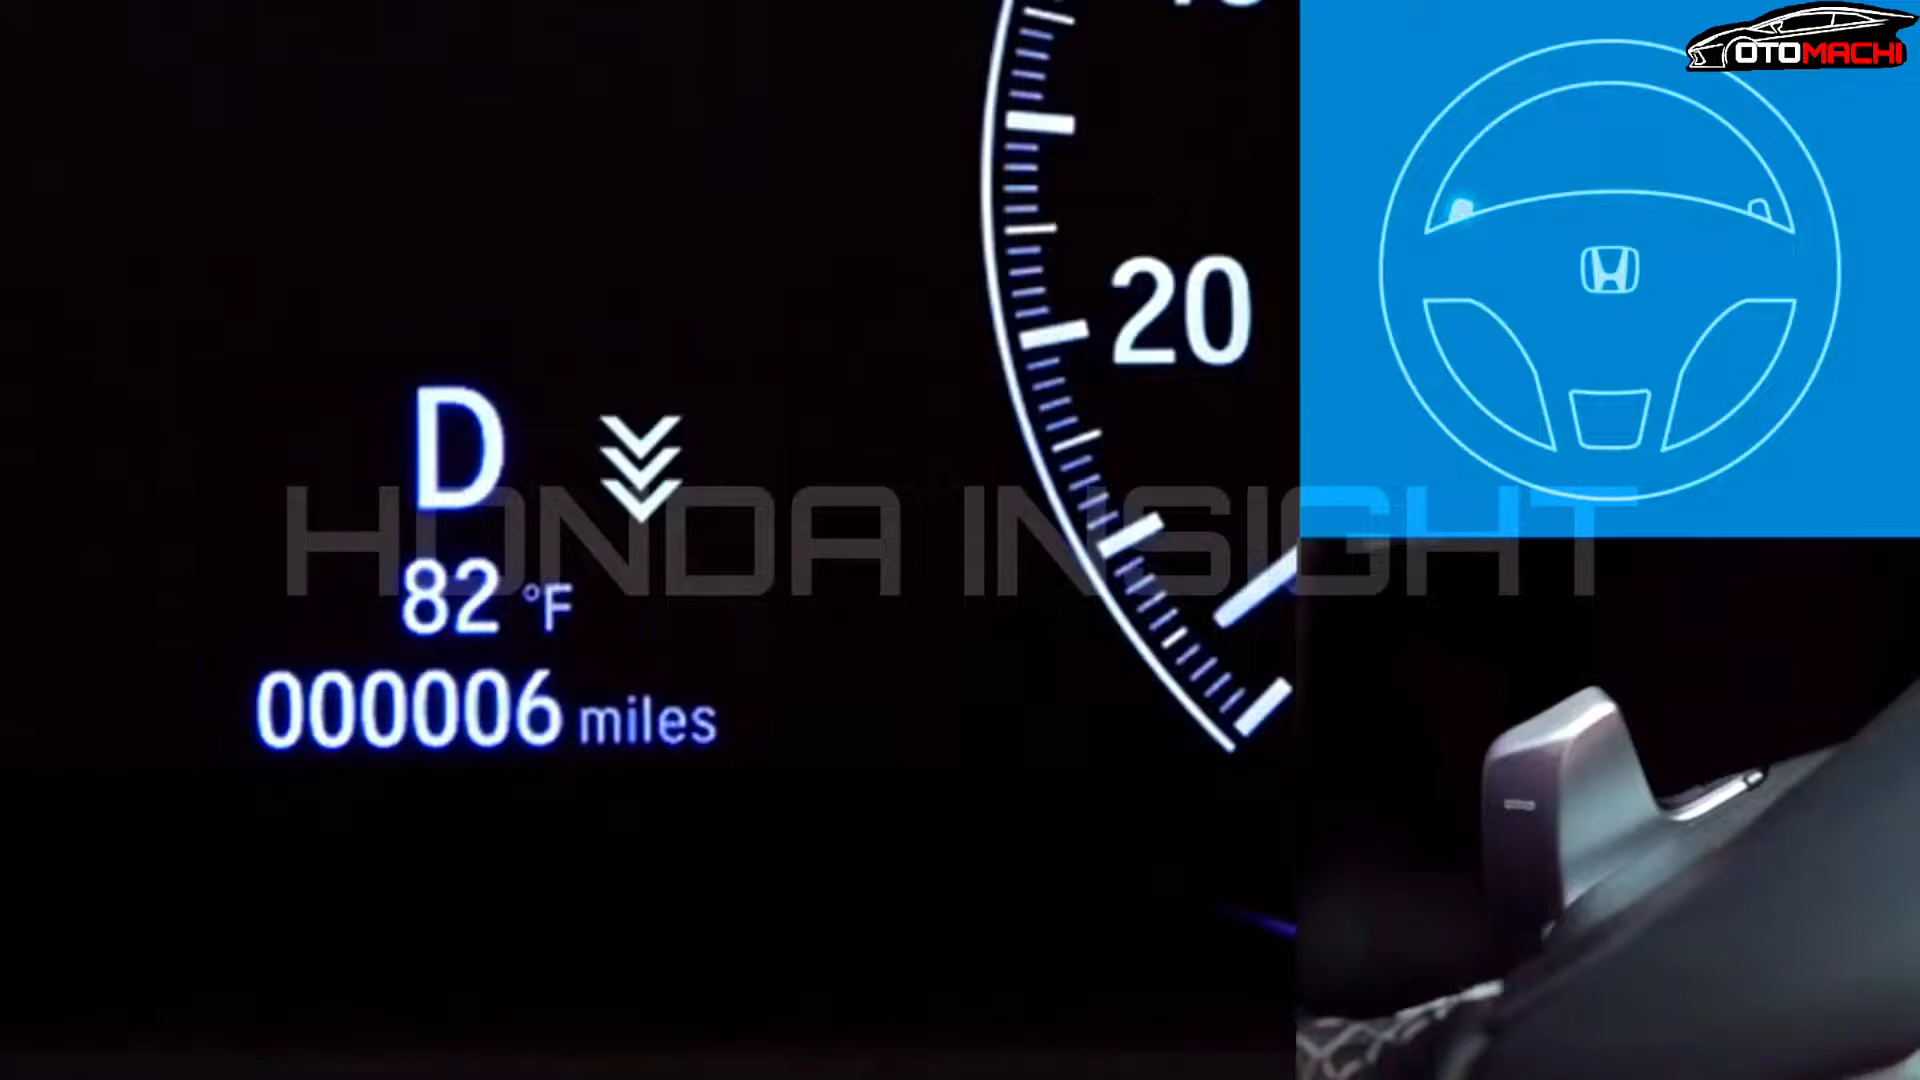 OTOMACHI
20
D
HONDA INSIGHT
82 °F
000006 miles